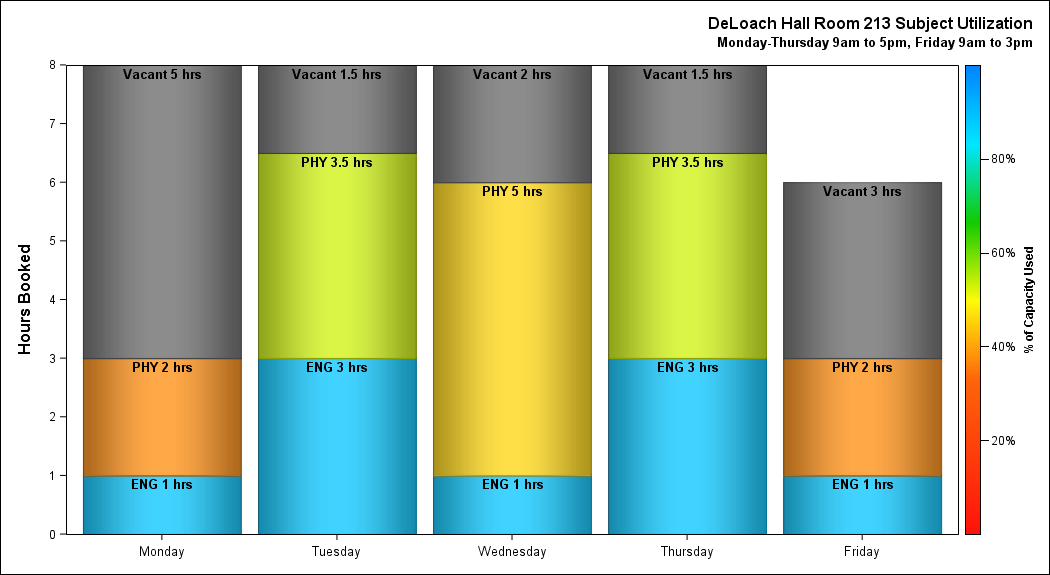 DeLoach Hall Room 213 Subject Utilization
Monday-Thursday 9am to 5pm, Friday 9am to 3pm
Hours Booked
8
7
6
5
4
3
2
1
0
Vacant 5 hrs
PHY 2 hrs
ENG 1 hrs
Vacant 1.5 hrs
PHY 3.5 hrs
ENG 3 hrs
Vacant 2 hrs
PHY 5 hrs
ENG 1 hrs
Vacant 1.5 hrs
PHY 3.5 hrs
ENG 3 hrs
Vacant 3 hrs
PHY 2 hrs
ENG 1 hrs
Monday
Tuesday
Wednesday
Thursday
Friday
80%
60%
40%
20%
% of Capacity Used